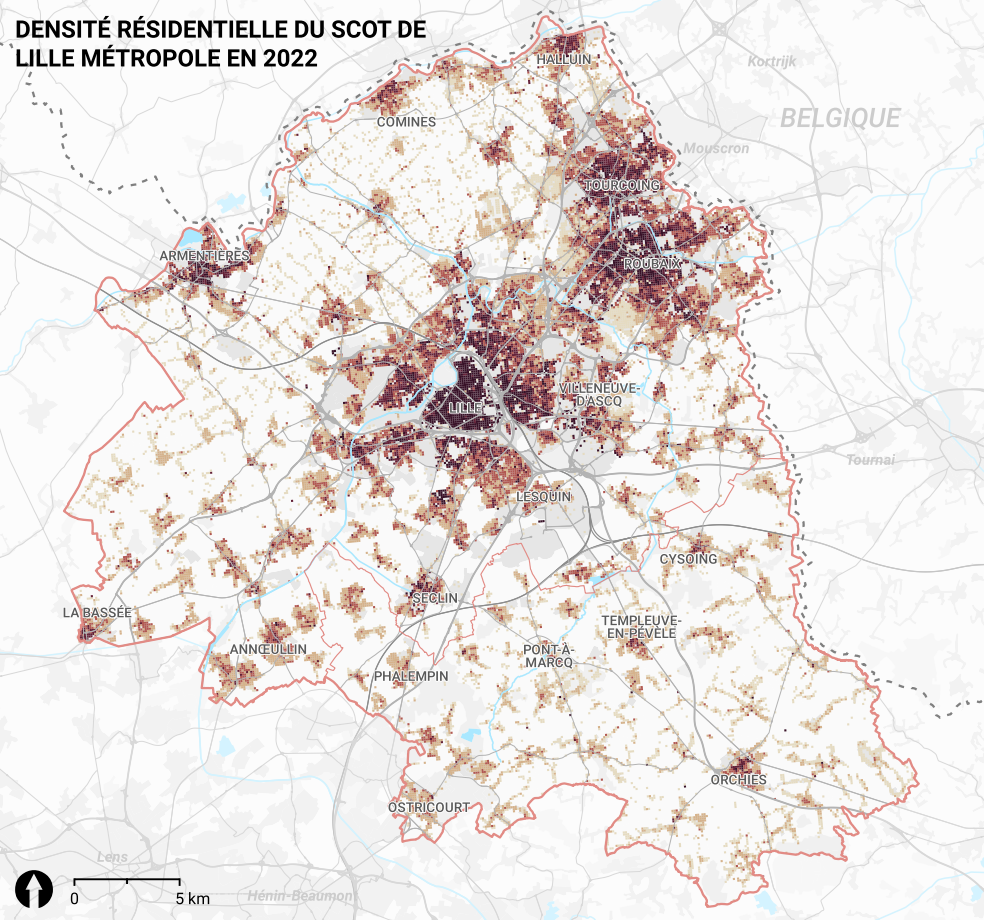 DENSITÉ RÉSIDENTIELLE DU SCOT DE
LILLE MÉTROPOLE EN 2022
HALLUIN
Kortrijk
COMINES
BELGIQUE
Mouscron
TOURCOING
ARMENTIÈRES
ROUBAIX
VILLENEUVE-
D'ASCQ
LILLE
Tournai
LESQUIN
CYSOING
SECLIN
LA BASSÉE
TEMPLEUVE-
EN-PÉVÈLE
ANNŒULLIN
PONT-À-
MARCQ
PHALEMPIN
ORCHIES
OSTRICOURT
Lens
Hénin-Beaumont
0
5 km